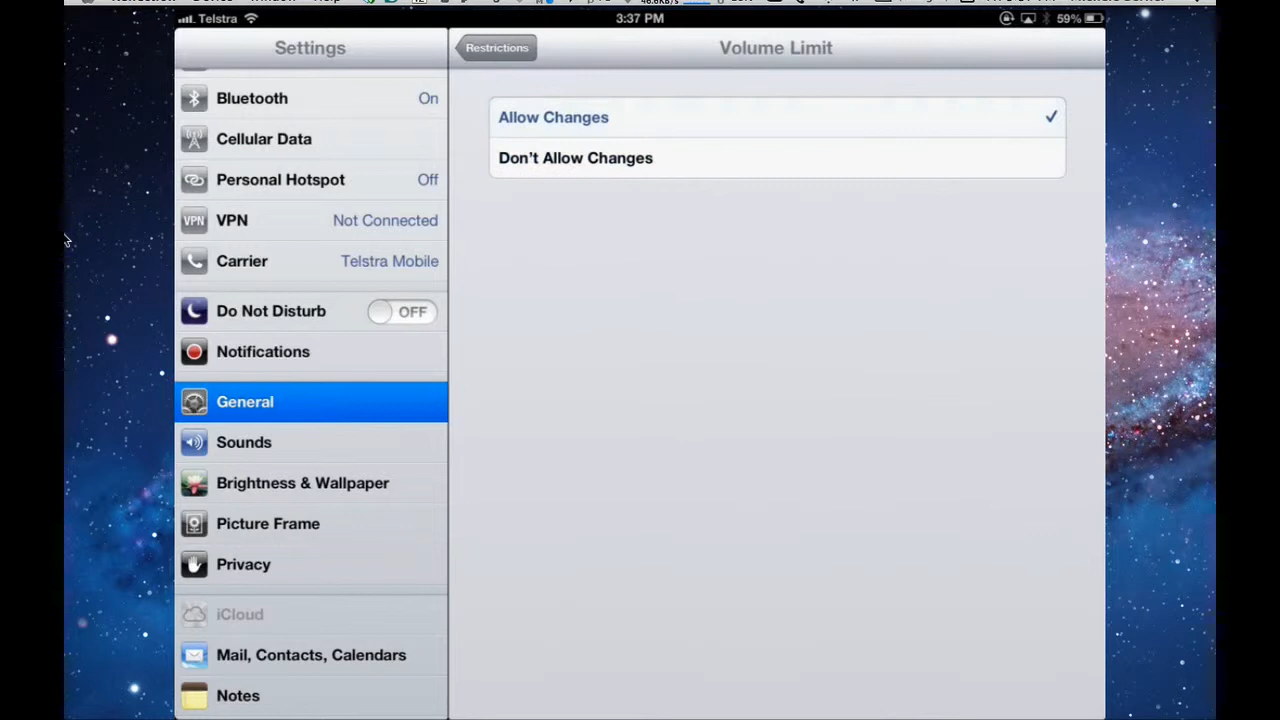 Telstra 3:37 PM 59%
Settings
Restrictions
Volume Limit
Bluetooth On
Cellular Data
Personal Hotspot Off
VPN VPN Not Connected
Carrier Telstra Mobile
Do Not Disturb OFF
Notifications
General
Sounds
Brightness & Wallpaper
Picture Frame
Privacy
iCloud
Mail, Contacts, Calendars
Notes
Allow Changes
Don't Allow Changes